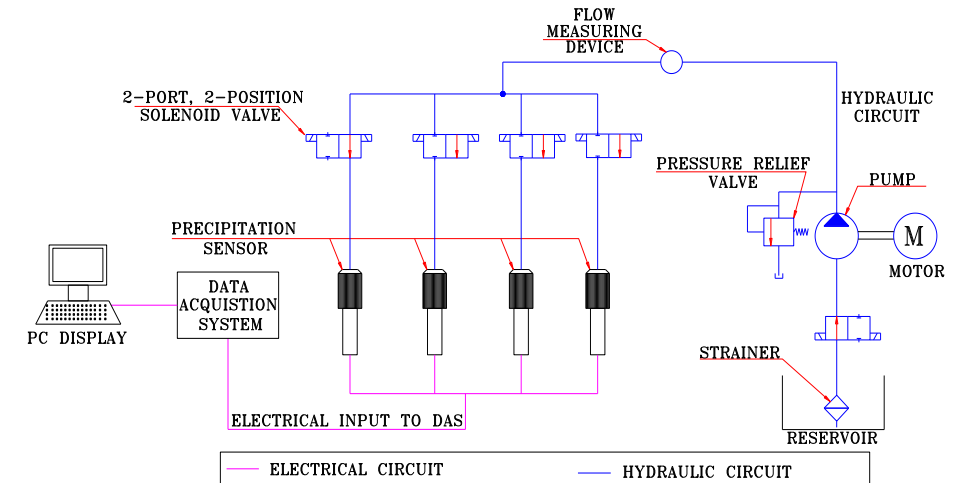 FLOW
MEASURING
DEVICE
2-PORT, 2-POSITION
SOLENOID VALVE
HYDRAULIC
CIRCUIT
PRESSURE RELIEF
VALVE
PUMP
M
MOTOR
PRECIPITATION
SENSOR
DATA
ACQUISTION
SYSTEM
PC DISPLAY
STRAINER
ELECTRICAL INPUT TO DAS
RESERVOIR
ELECTRICAL CIRCUIT
HYDRAULIC CIRCUIT